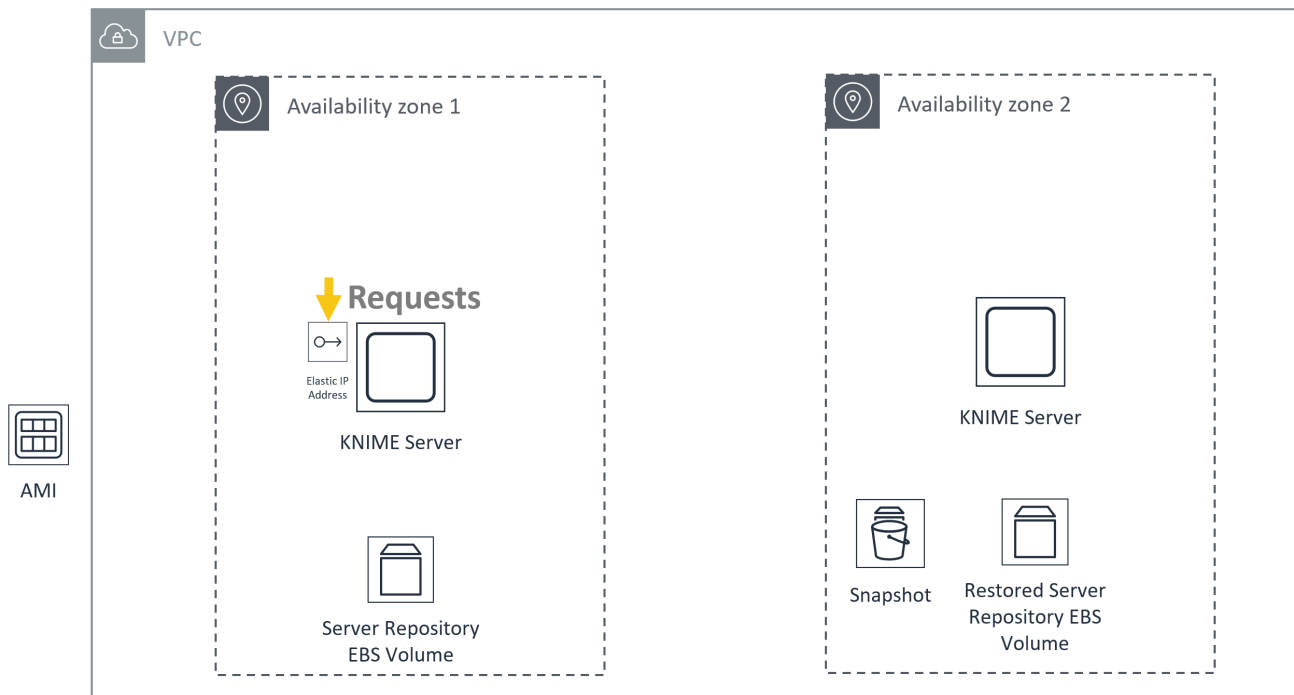 VPC
Availability zone 1
Availability zone 2
Requests
Elastic IP
Address
KNIME Server
KNIME Server
AMI
Server Repository
EBS Volume
Snapshot
Restored Server
Repository EBS
Volume